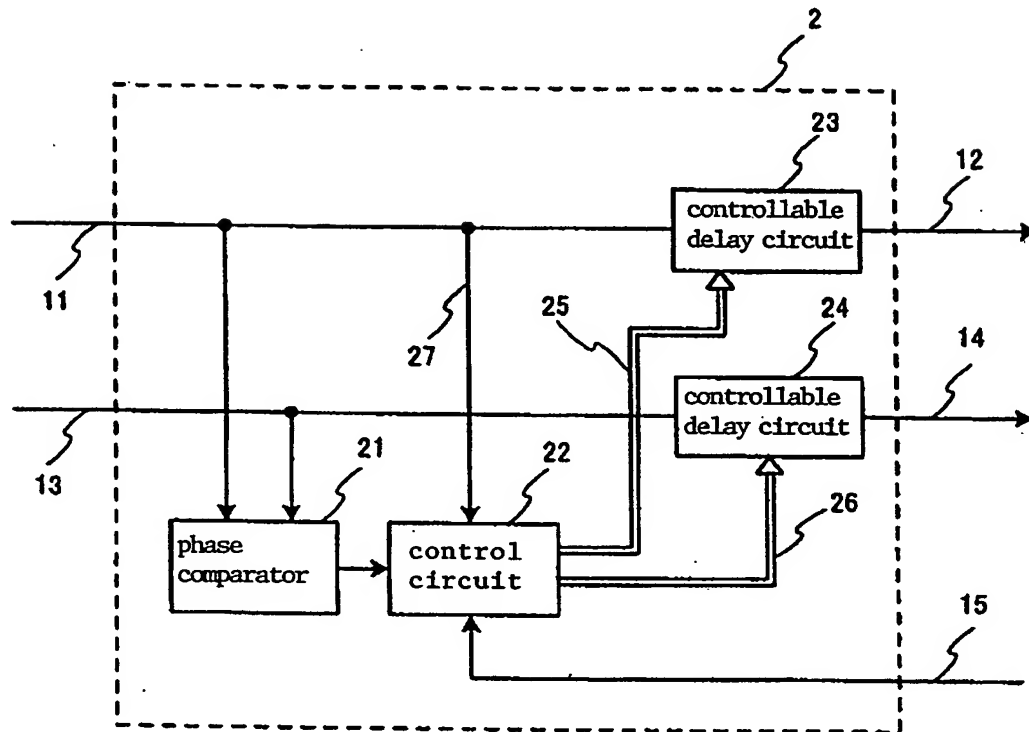 2
23
12
controllable
delay circuit
11
27
25
24
14
controllable
delay circuit
13
21
22
26
phase
comparator
control
circuit
15